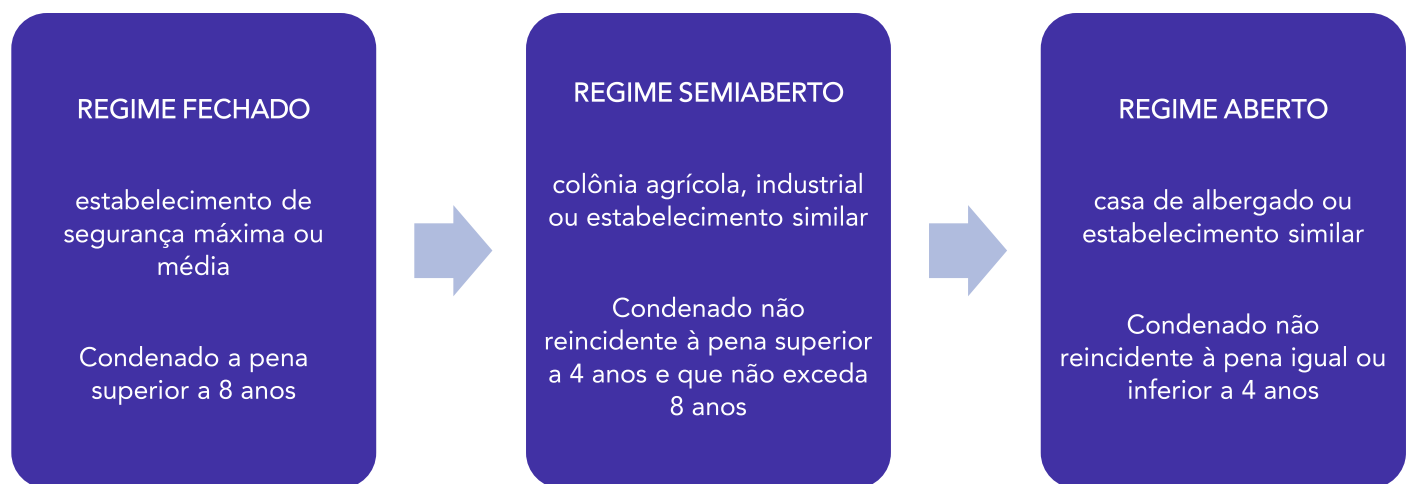 REGIME FECHADO
estabelecimento de
segurança máxima ou
média
Condenado a pena
superior a 8 anos
REGIME SEMIABERTO
colônia agrícola, industrial
ou estabelecimento similar
Condenado não
reincidente à pena superior
a 4 anos e que não exceda
8 anos
REGIME ABERTO
casa de albergado ou
estabelecimento similar
Condenado não
reincidente à pena igual ou
inferior a 4 anos